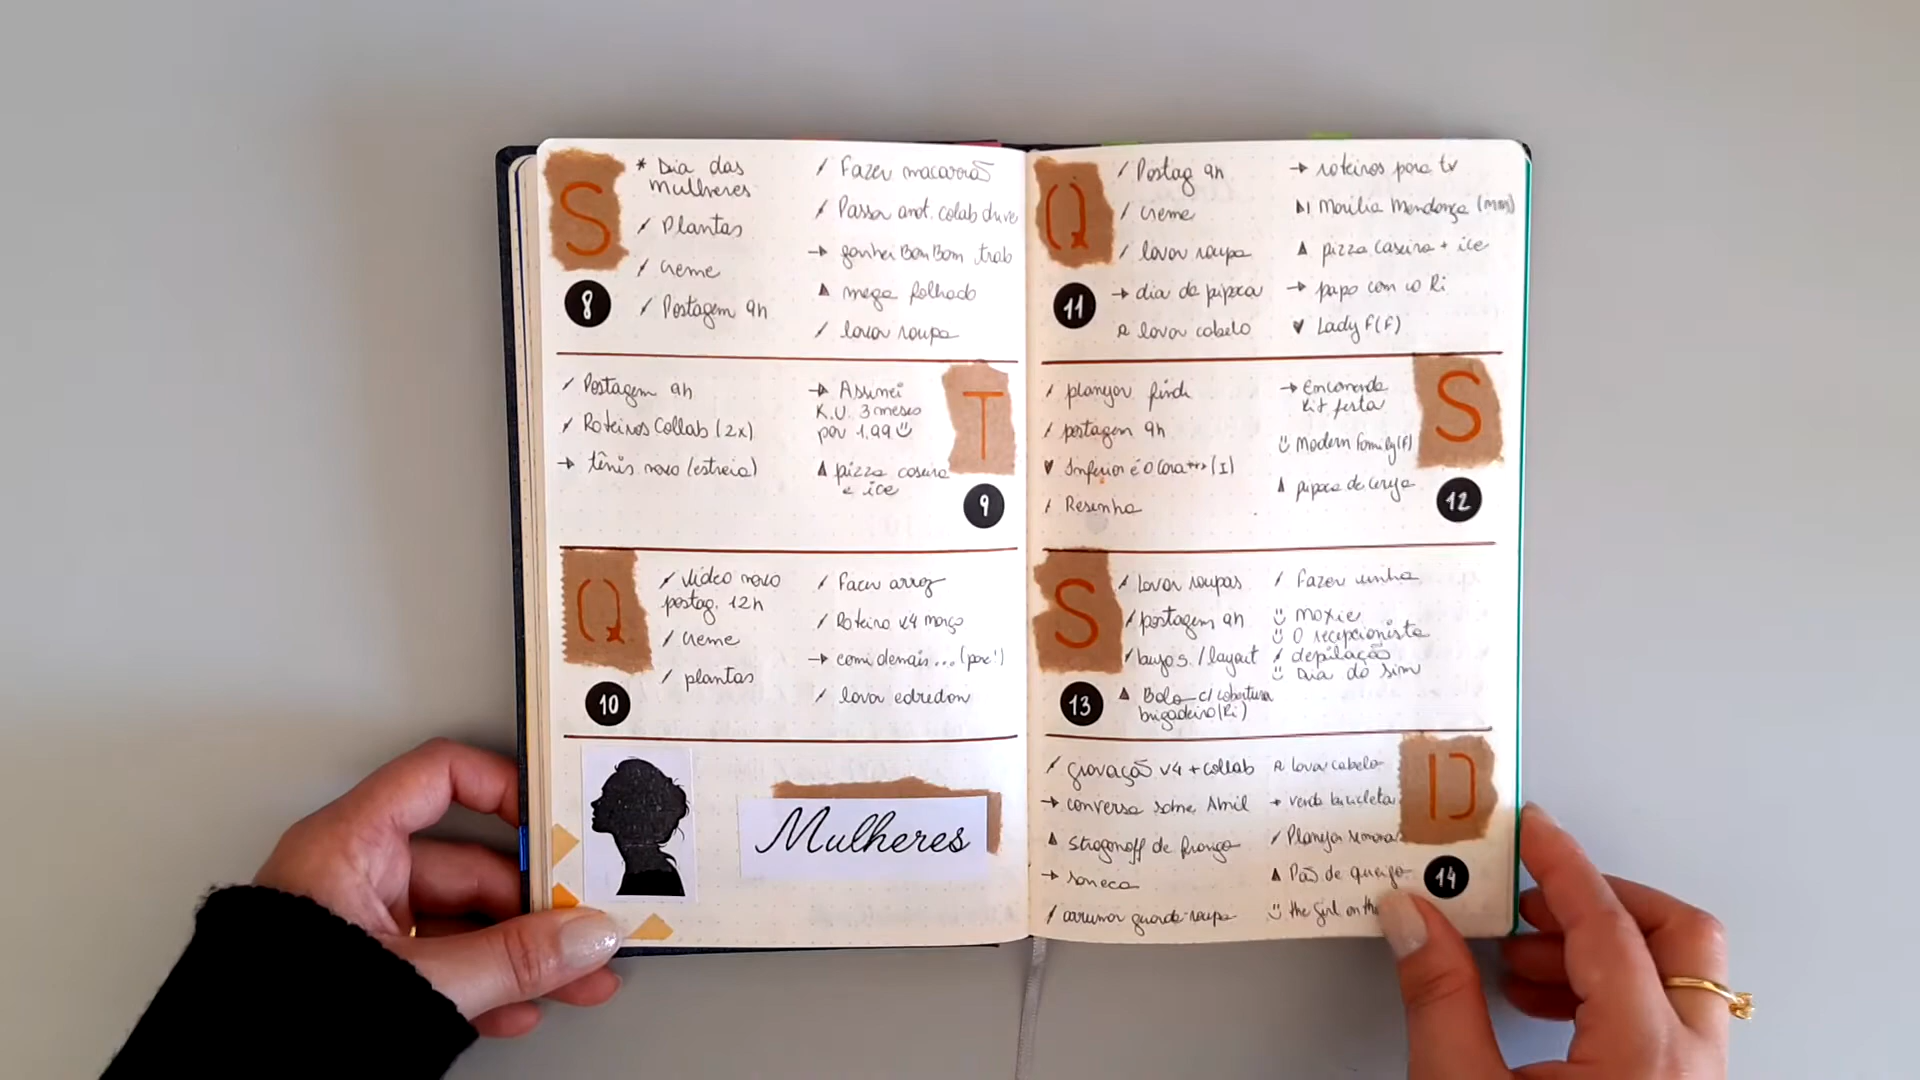 S
8
* Dia das
mulheres
/ Plantas
/ creme
/ Postagem 9h
/ Fazer macarrão
/ Passar anot. colab drive
→ ganhei BomBom trab
▲ mega folhado
/ lavar roupa
T
9
/ Postagem 9h
/ Roteiros Collab (2x)
→ tênis novo (estreia)
→ Assinei
K.U. 3 meses
por 1,99 ü
▲ pizza caseira
e ice
Q
10
/ vídeo novo
postag. 12h
/ creme
/ plantas
/ Fazer arroz
/ Roteiro v4 março
→ comi demais...
/ lavar edredon
Mulheres
Q
11
/ Postag 9h
/ creme
/ lavar roupa
→ dia de pipoca
lavar cabelo
→ roteiros para tv
Marília Mendonça
▲ pizza caseira + ice
→ papo com o Ri
♥ Lady F(F)
S
12
/ planejar findi
/ postagem 9h
♥ Inferior é o (I)
/ Resenha
→ Encomenda
kit festa
ü Modern Family(F)
▲ pipoca de cereja
S
13
/ lavar roupas
/ postagem 9h
/ layout
▲ Bolo c/ cobertura
brigadeiro (Ri)
/ Fazer unha
ü moxie
ü O recepcionista
/ depilação
ü Dia do sim
D
14
/ gravação v4 + collab
→ conversa sobre Amil
▲ strogonoff de frango
→ soneca
/ arrumar guarda-roupa
lavar cabelo
→ venda bicicleta
/ Planejar semana
▲ Pão de queijo
ü the girl on the